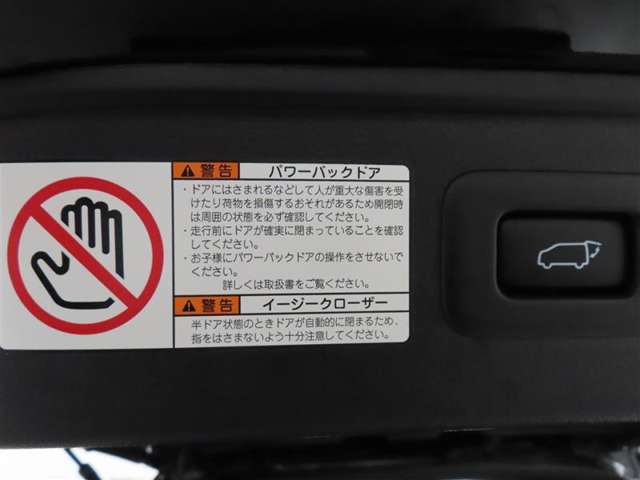 警告 パワーバックドア
・ドアにはさまれるなどして人が重大な傷害を受
けたり荷物を損傷するおそれがあるため開閉時
は周囲の状態を必ず確認してください。
・走行前にドアが確実に閉まっていることを確認
してください。
・お子様にパワーバックドアの操作をさせないで
ください。
詳しくは取扱書をご覧ください。
警告 イージークローザー
半ドア状態のときドアが自動的に閉まるため、
指をはさまないよう十分注意してください。